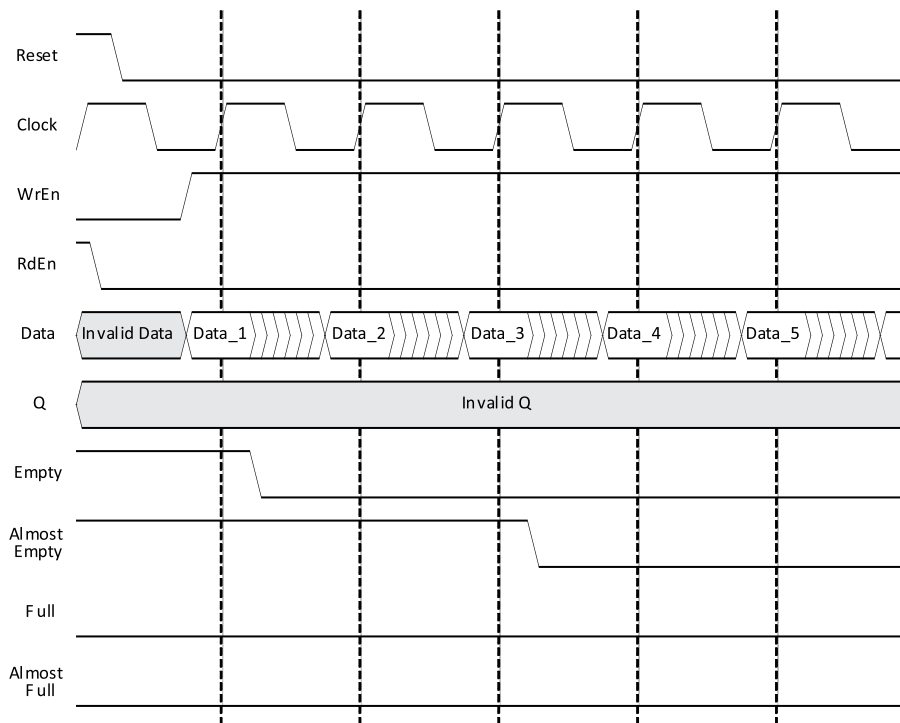 Reset
Clock
WrEn
RdEn
Data Invalid Data Data_1 Data_2 Data_3 Data_4 Data_5
Q Invalid Q
Empty
Almost
Empty
Full
Almost
Full